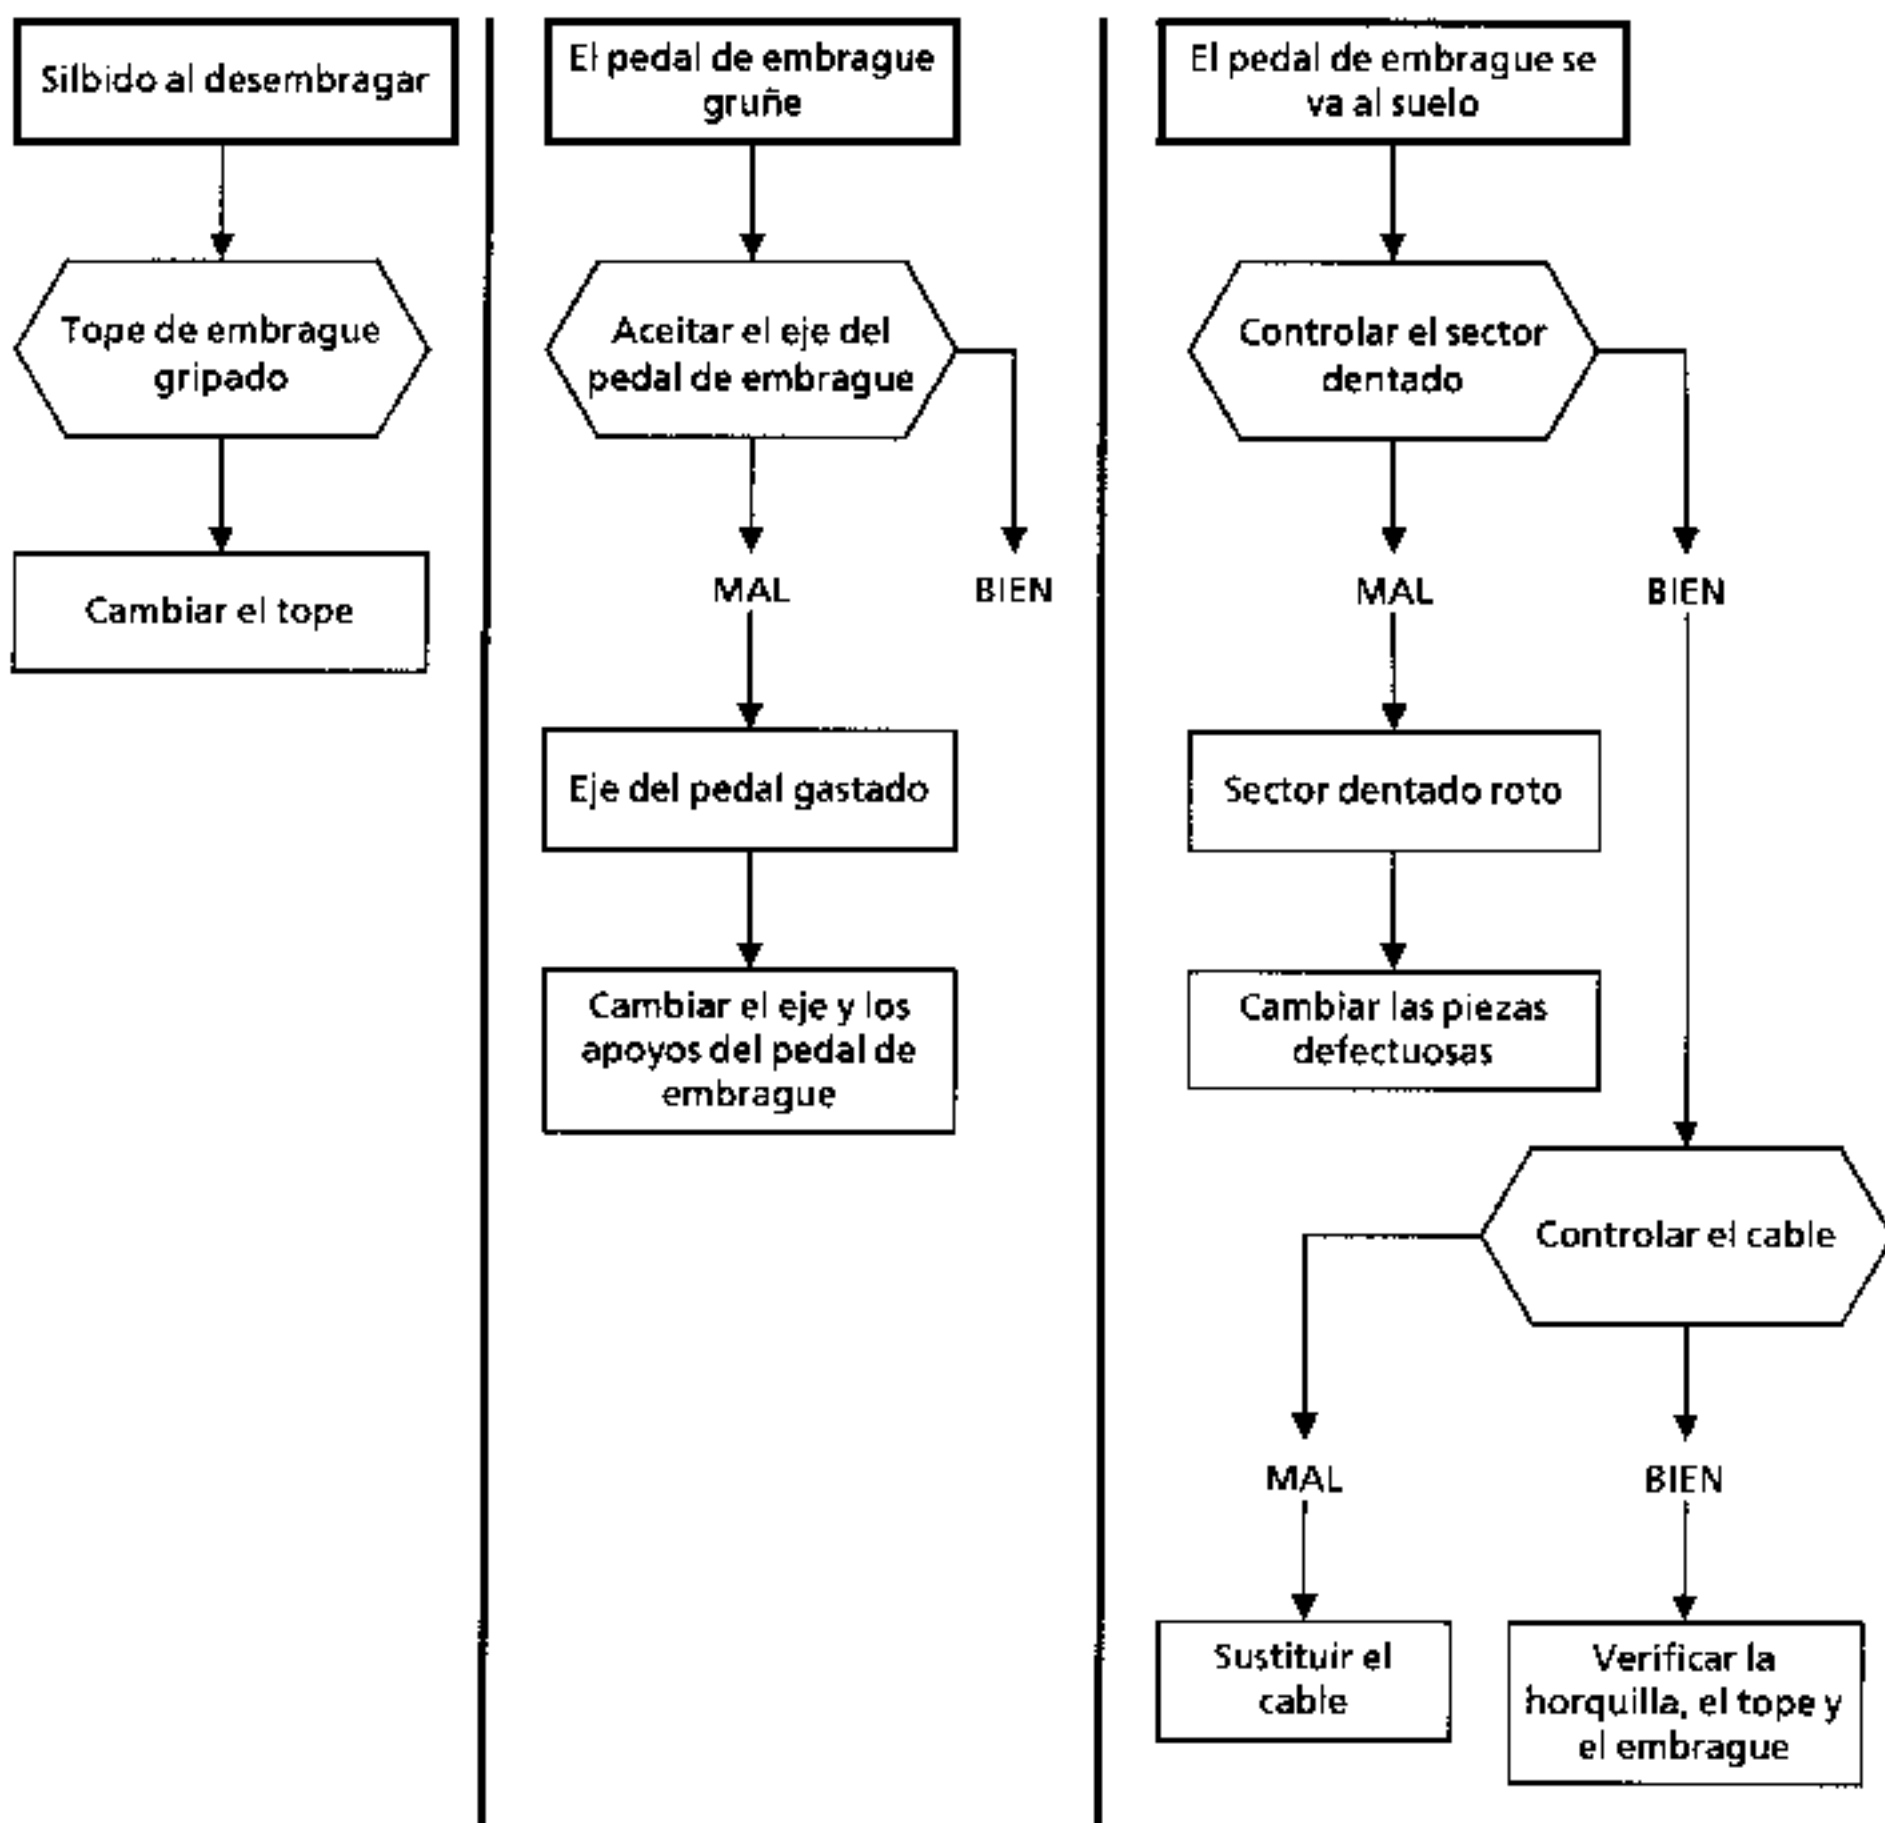 Silbido al desembragar
Tope de embrague
gripado
Cambiar el tope
El pedal de embrague
gruñe
Aceitar el eje del
pedal de embrague
MAL
BIEN
Eje del pedal gastado
Cambiar el eje y los
apoyos del pedal de
embrague
El pedal de embrague se
va al suelo
Controlar el sector
dentado
MAL
BIEN
Sector dentado roto
Cambiar las piezas
defectuosas
Controlar el cable
MAL
BIEN
Sustituir el
cable
Verificar la
horquilla, el tope y
el embrague